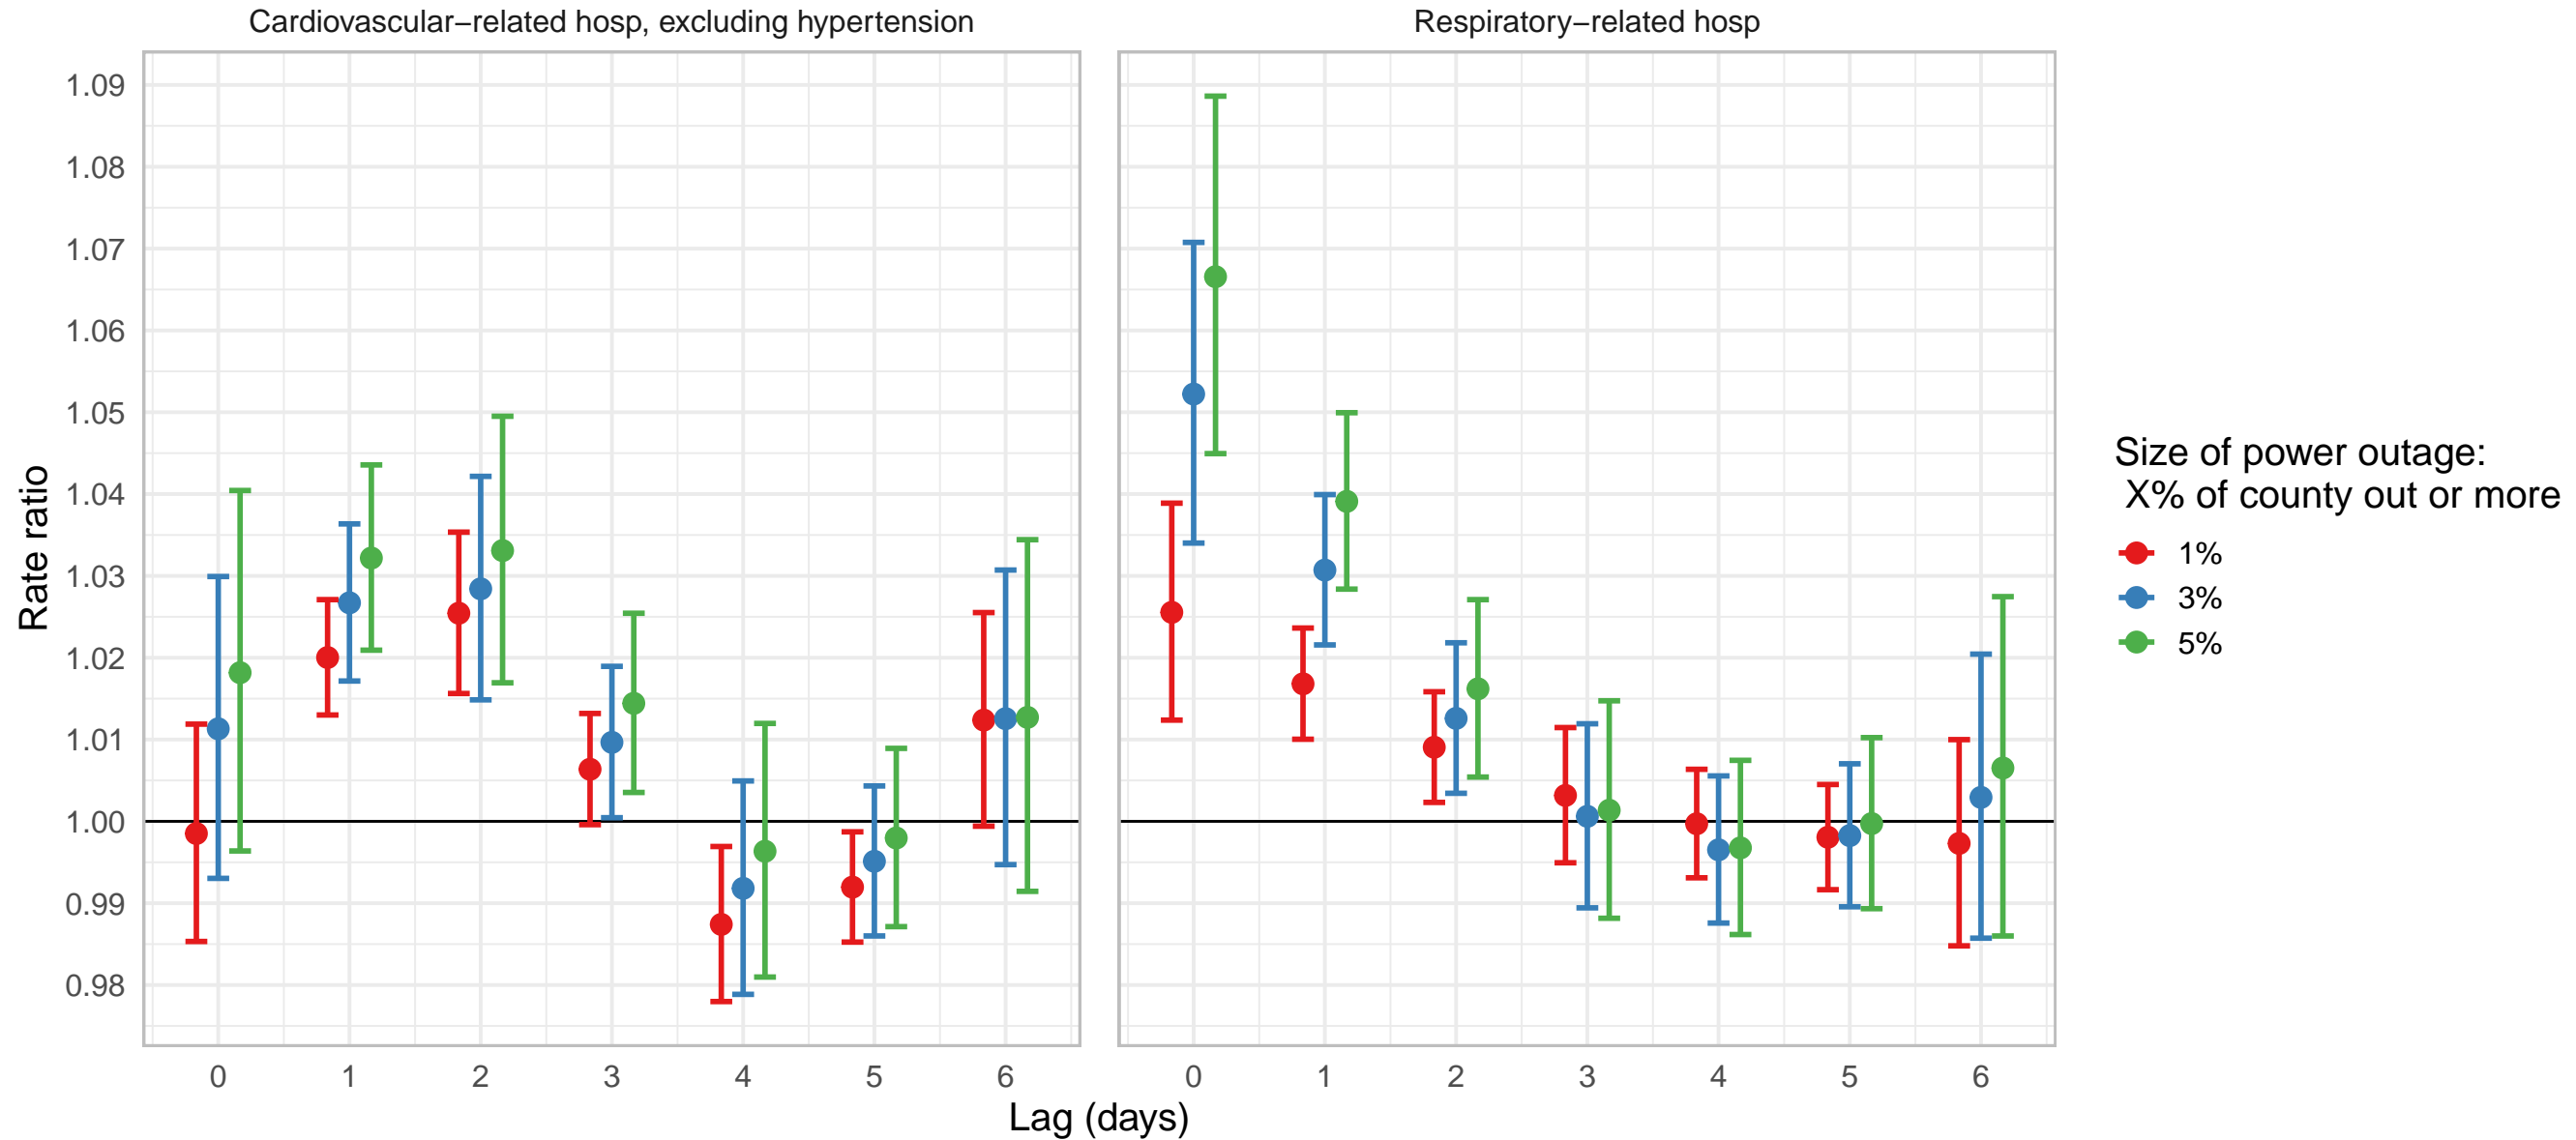 Cardiovascular−related hosp, excluding hypertension
Respiratory−related hosp
1.09
1.08
1.07
1.06
1.05
1.04
1.03
1.02
1.01
1.00
0.99
0.98
Rate ratio
0 1 2 3 4 5 6
0 1 2 3 4 5 6
Lag (days)
Size of power outage:
X% of county out or more
1%
3%
5%